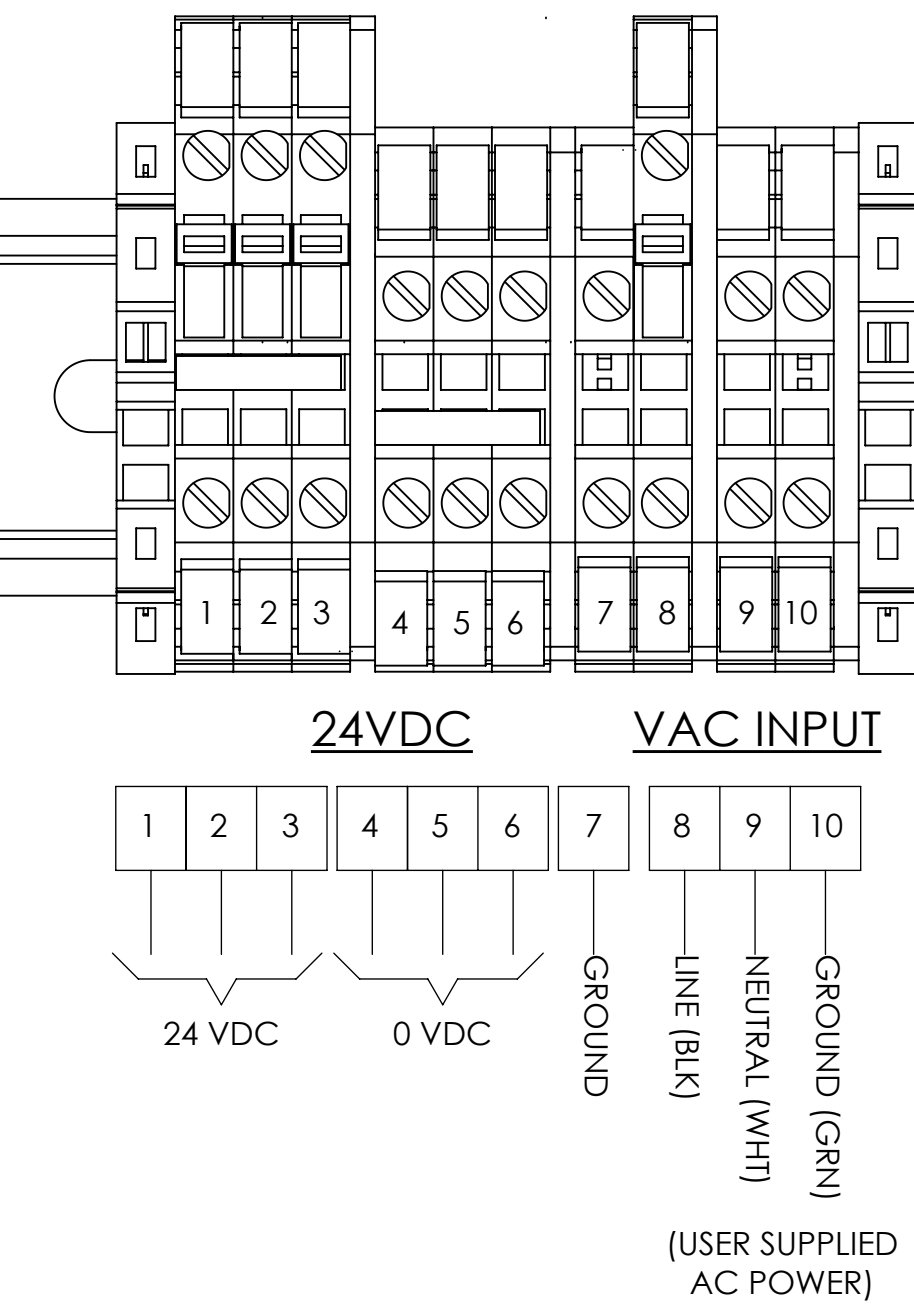 1 2 3 4 5 6 7 8 9 10
24VDC VAC INPUT
1 2 3 4 5 6 7 8 9 10
24 VDC
0 VDC
GROUND
LINE (BLK)
NEUTRAL (WHT)
GROUND (GRN)
(USER SUPPLIED
AC POWER)